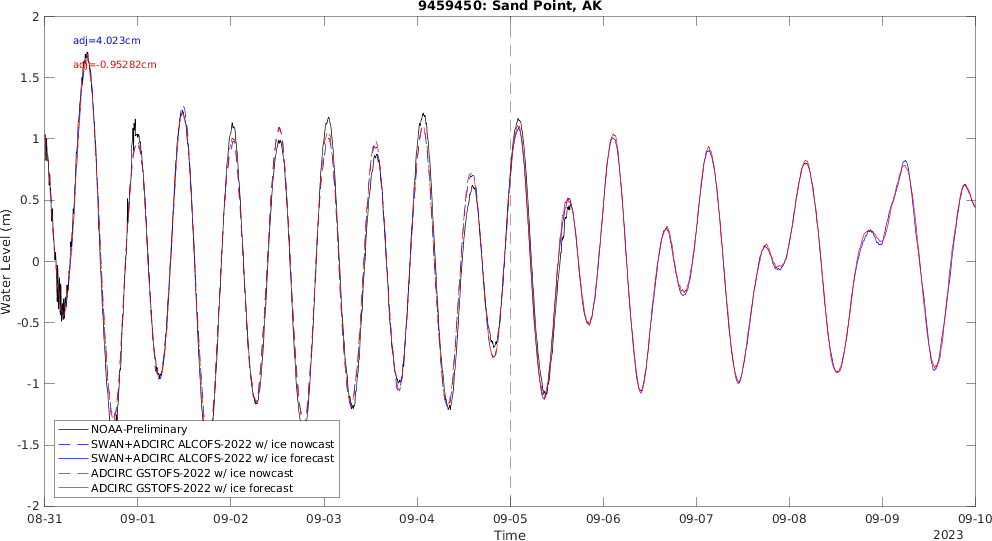 9459450: Sand Point, AK
adj=4.023cm
adj=-0.95282cm
Water Level (m)
2
1.5
1
0.5
0
-0.5
-1
-1.5
-2
NOAA-Preliminary
SWAN+ADCIRC ALCOFS-2022 w/ ice nowcast
SWAN+ADCIRC ALCOFS-2022 w/ ice forecast
ADCIRC GSTOFS-2022 w/ ice nowcast
ADCIRC GSTOFS-2022 w/ ice forecast
08-31 09-01 09-02 09-03 09-04 09-05 09-06 09-07 09-08 09-09 09-10
Time
2023